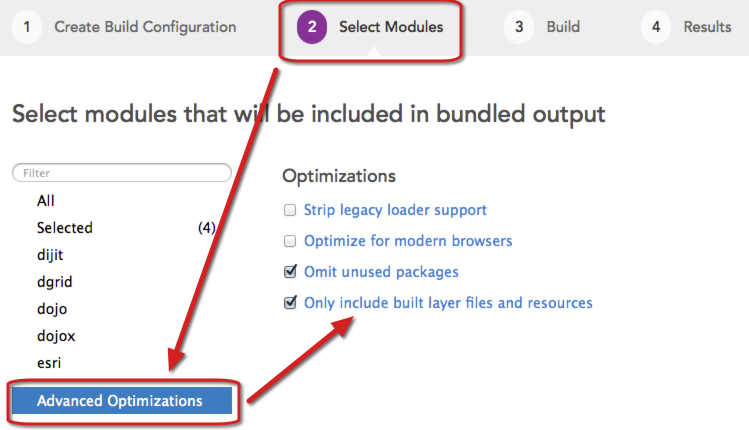 1 Create Build Configuration 2 Select Modules 3 Build 4 Results
Select modules that will be included in bundled output
Filter
All
Selected (4)
dijit
dgrid
dojo
dojox
esri
Advanced Optimizations
Optimizations
Strip legacy loader support
Optimize for modern browsers
Omit unused packages
Only include built layer files and resources